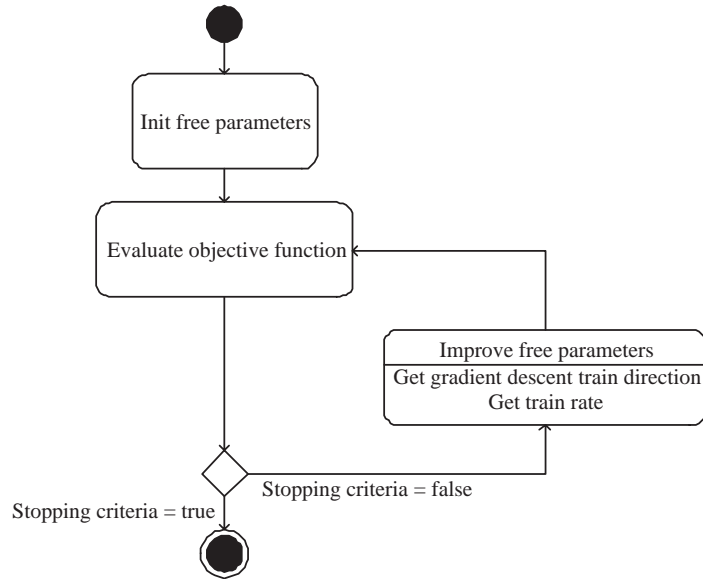 Init free parameters
Evaluate objective function
Improve free parameters
Get gradient descent train direction
Get train rate
Stopping criteria = false
Stopping criteria = true